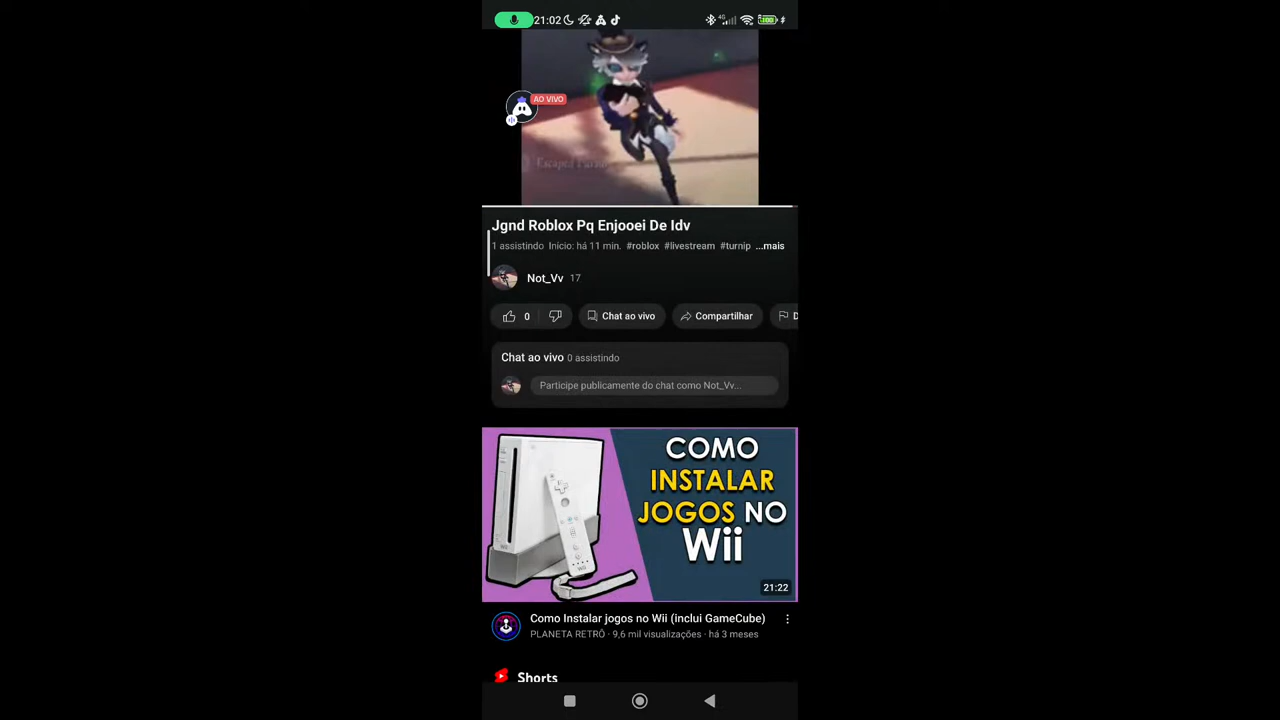 21:02
4G
100
AO VIVO
Jgnd Roblox Pq Enjooei De Idv
1 assistindo Início: há 11 min. #roblox #livestream #turnip ...mais
Not_Vv 17
0
Chat ao vivo
Compartilhar
D
Chat ao vivo 0 assistindo
Participe publicamente do chat como Not_Vv...
COMO
INSTALAR
JOGOS NO
Wii
21:22
Como Instalar jogos no Wii (inclui GameCube)
PLANETA RETRÔ · 9,6 mil visualizações · há 3 meses
Shorts